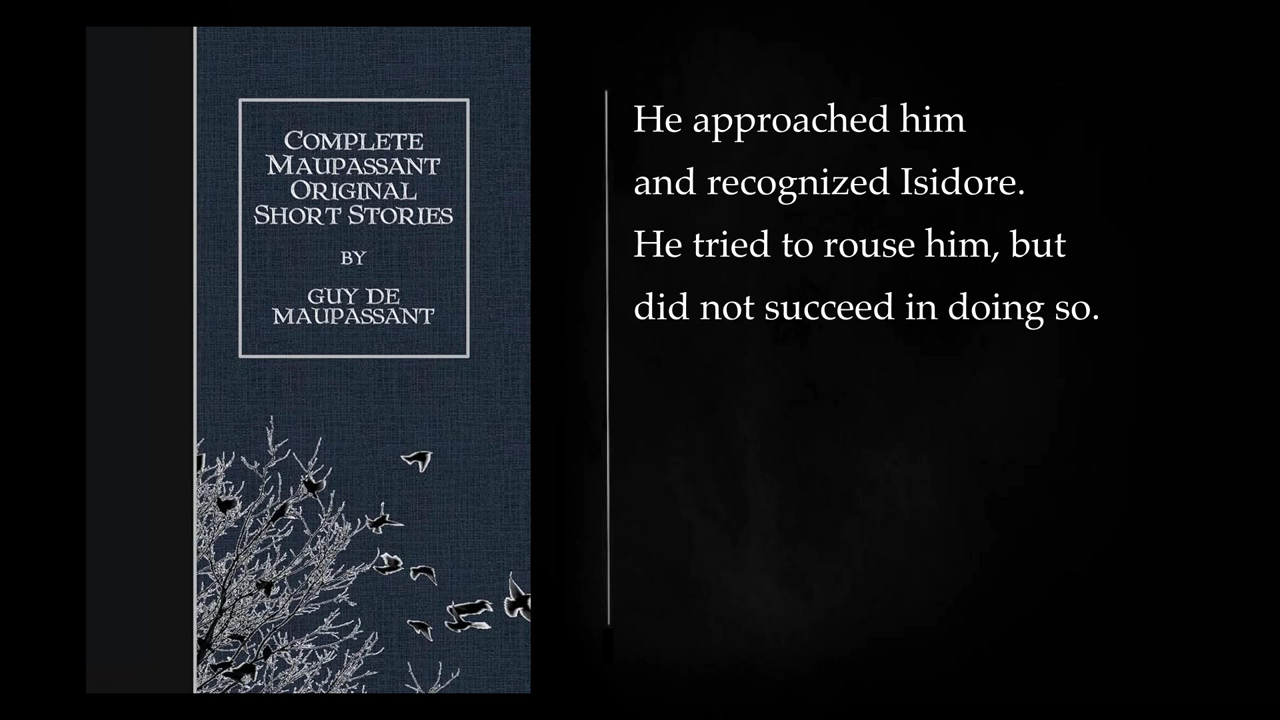 COMPLETE
MAUPASSANT
ORIGINAL
SHORT STORIES
BY
GUY DE
MAUPASSANT
He approached him
and recognized Isidore.
He tried to rouse him, but
did not succeed in doing so.